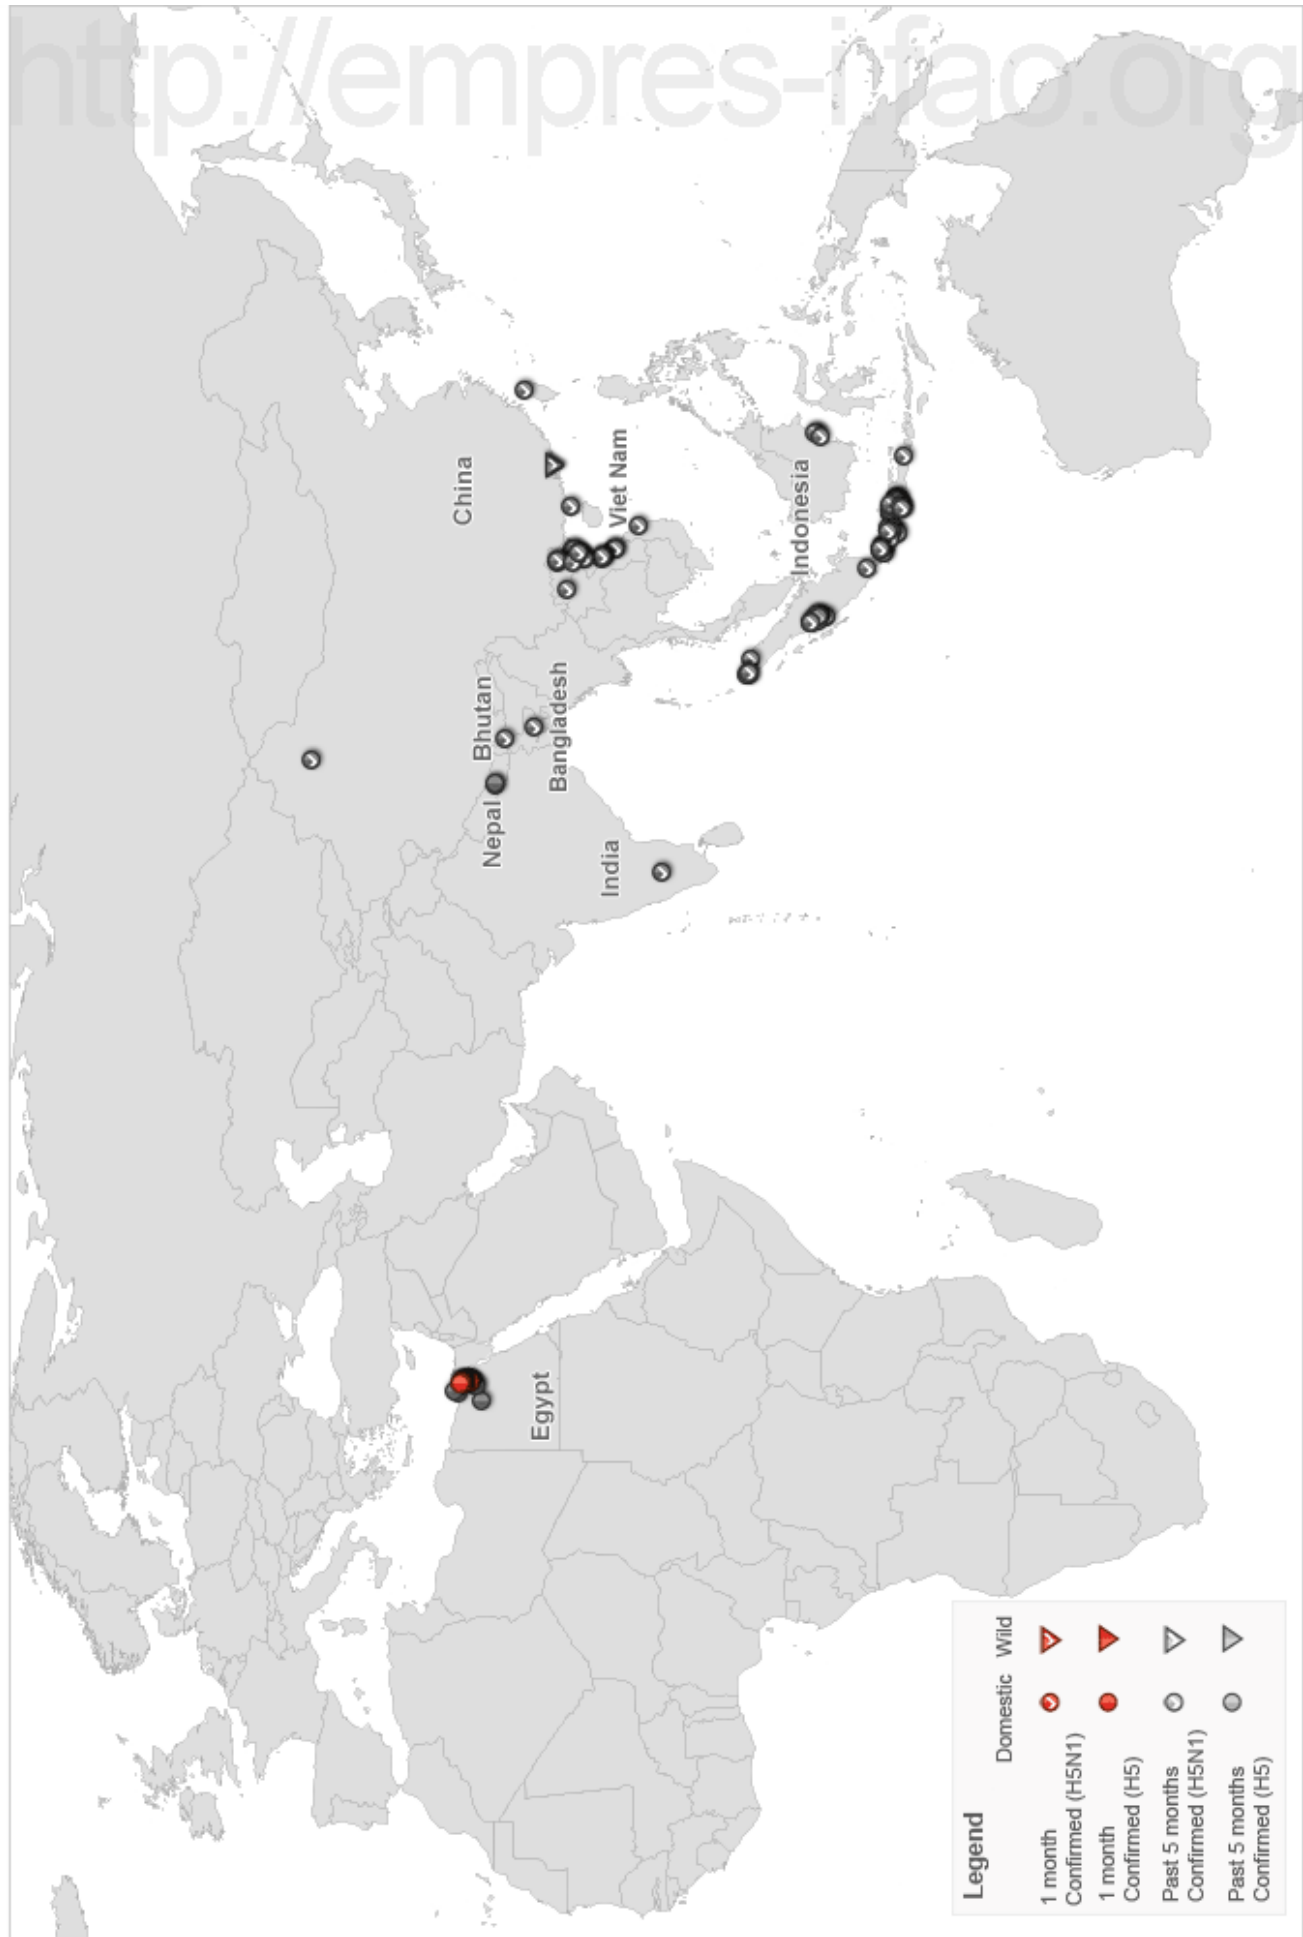 http://empres-i.fao.org
China
Viet Nam
Bhutan
Bangladesh
Nepal
India
Indonesia
Egypt
Legend
Domestic Wild
1 month
Confirmed (H5N1)
1 month
Confirmed (H5)
Past 5 months
Confirmed (H5N1)
Past 5 months
Confirmed (H5)